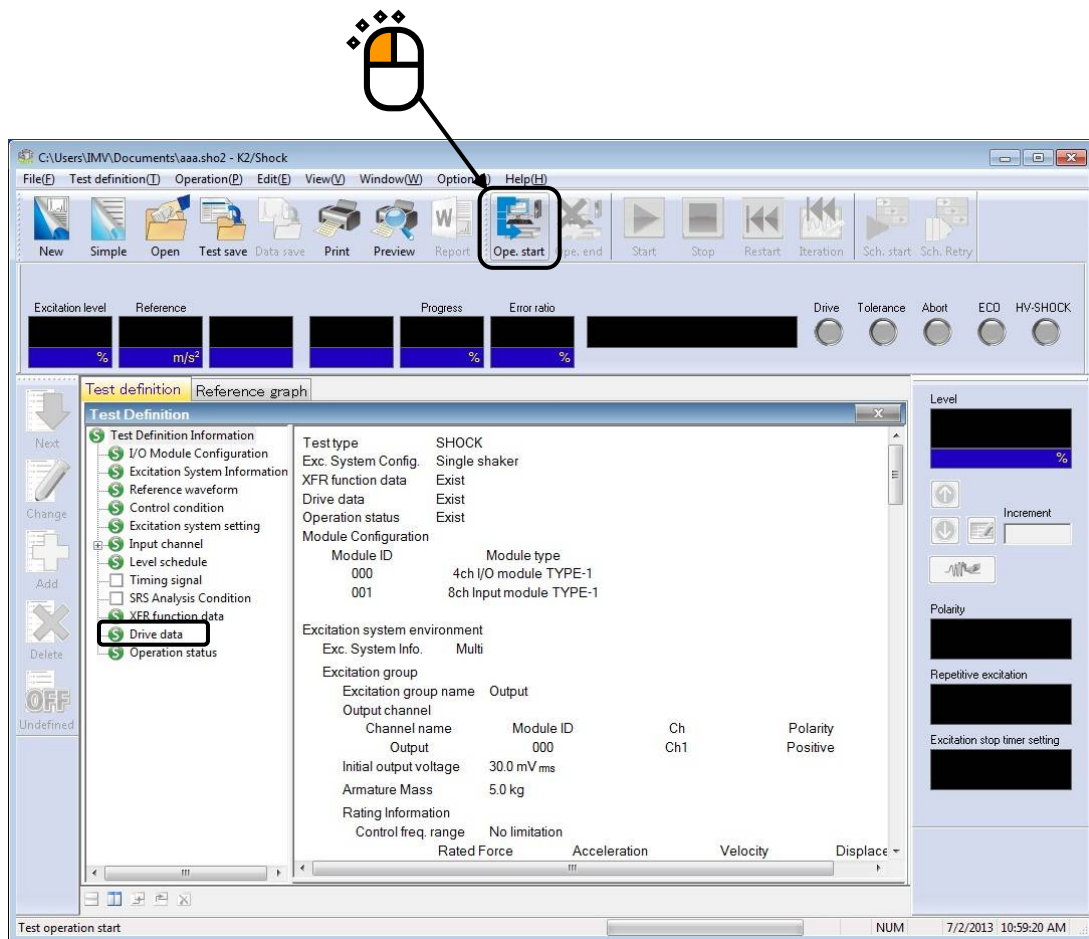 C:\Users\IMV\Documents\aaa.sho2 - K2/Shock
File(F) Test definition(T) Operation(P) Edit(E) View(V) Window(W) Option( ) Help(H)
New Simple Open Test save Data save Print Preview Report Ope. start Ope. end Start Stop Restart Iteration Sch. start Sch. Retry
Excitation level Reference Progress Error ratio Drive Tolerance Abort ECO HV-SHOCK
% m/s² % %
Test definition Reference graph
Test Definition
Next
Change
Add
Delete
OFF
Undefined
Test Definition Information
I/O Module Configuration
Excitation System Information
Reference waveform
Control condition
Excitation system setting
Input channel
Level schedule
Timing signal
SRS Analysis Condition
XFR function data
Drive data
Operation status
Test type SHOCK
Exc. System Config. Single shaker
XFR function data Exist
Drive data Exist
Operation status Exist
Module Configuration
Module ID Module type
000 4ch I/O module TYPE-1
001 8ch Input module TYPE-1
Excitation system environment
Exc. System Info. Multi
Excitation group
Excitation group name Output
Output channel
Channel name Module ID Ch Polarity
Output 000 Ch1 Positive
Initial output voltage 30.0 mV rms
Armature Mass 5.0 kg
Rating Information
Control freq. range No limitation
Rated Force Acceleration Velocity Displace
Level
%
Increment
Polarity
Repetitive excitation
Excitation stop timer setting
Test operation start NUM 7/2/2013 10:59:20 AM